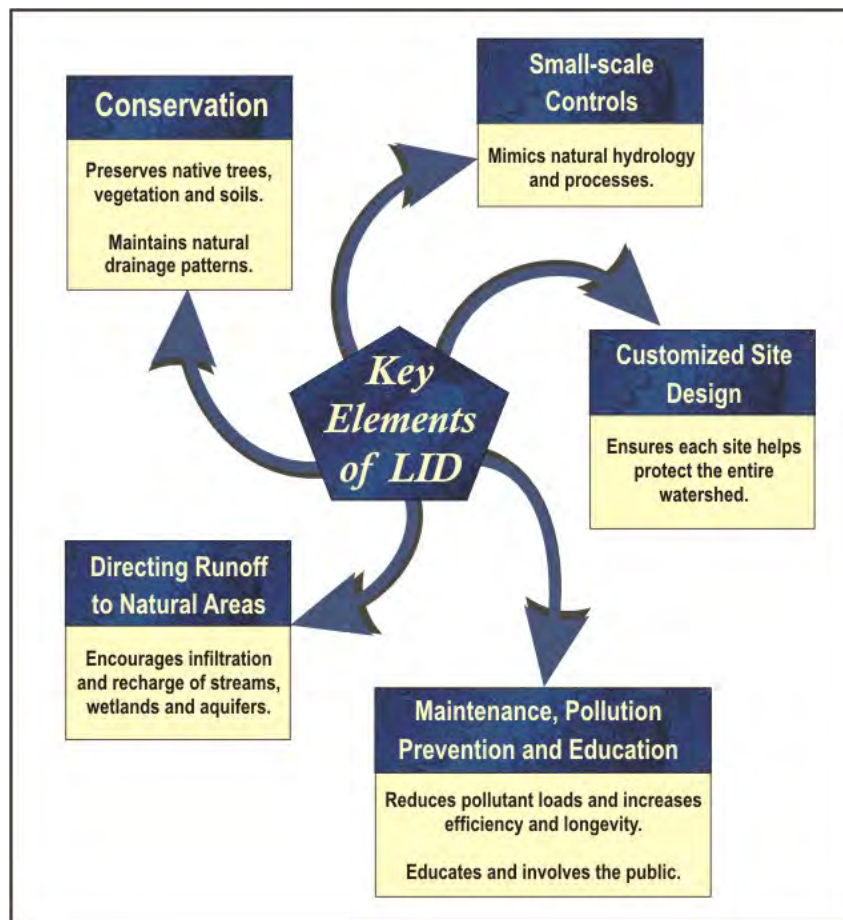 Conservation
Preserves native trees,
vegetation and soils.
Maintains natural
drainage patterns.
Small-scale
Controls
Mimics natural hydrology
and processes.
Key
Elements
of LID
Customized Site
Design
Ensures each site helps
protect the entire
watershed.
Directing Runoff
to Natural Areas
Encourages infiltration
and recharge of streams,
wetlands and aquifers.
Maintenance, Pollution
Prevention and Education
Reduces pollutant loads and increases
efficiency and longevity.
Educates and involves the public.